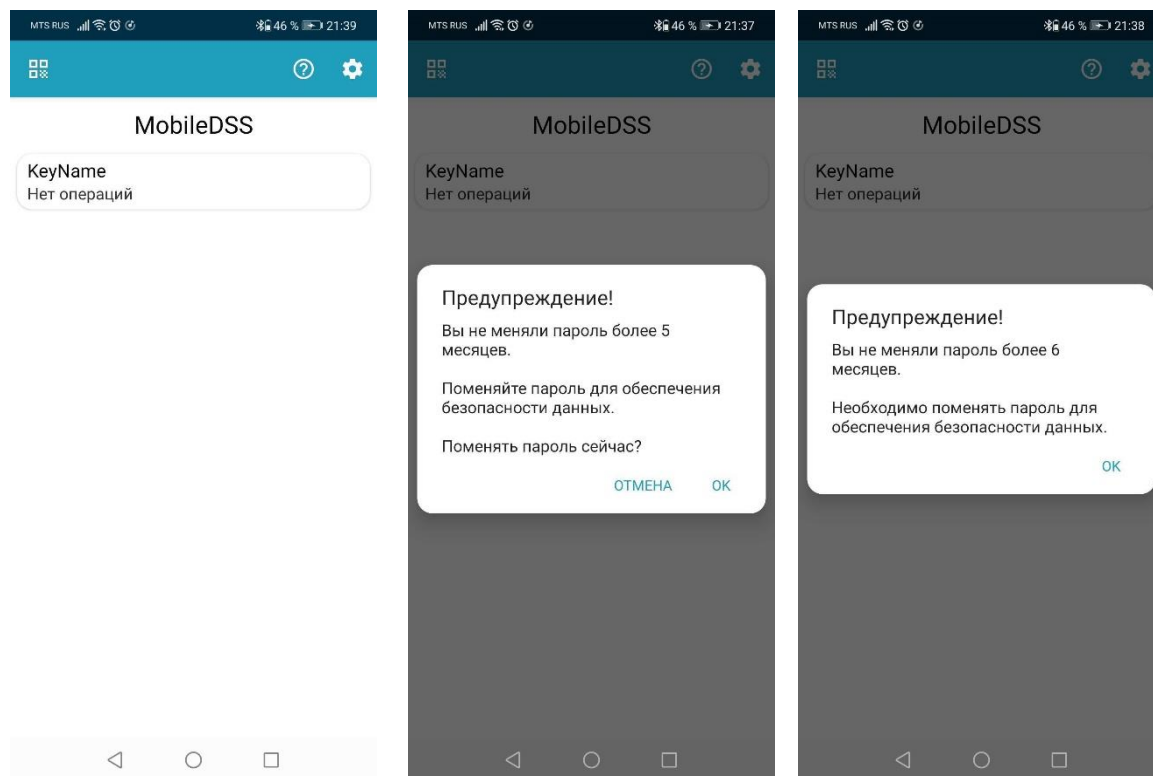 MTS RUS 46 % 21:39
MobileDSS
KeyName
Нет операций
MTS RUS 46 % 21:37
MobileDSS
KeyName
Нет операций
Предупреждение!
Вы не меняли пароль более 5
месяцев.
Поменяйте пароль для обеспечения
безопасности данных.
Поменять пароль сейчас?
ОТМЕНА ОК
MTS RUS 46 % 21:38
MobileDSS
KeyName
Нет операций
Предупреждение!
Вы не меняли пароль более 6
месяцев.
Необходимо поменять пароль для
обеспечения безопасности данных.
ОК